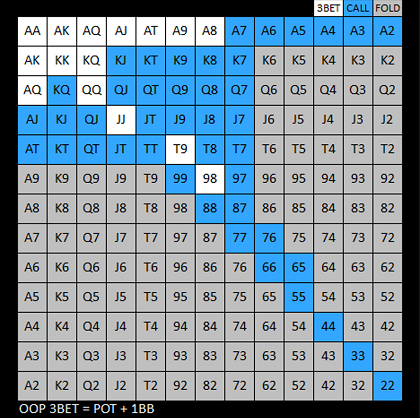 3BET CALL FOLD
AA AK AQ AJ AT A9 A8 A7 A6 A5 A4 A3 A2
AK KK KQ KJ KT K9 K8 K7 K6 K5 K4 K3 K2
AQ KQ QQ QJ QT Q9 Q8 Q7 Q6 Q5 Q4 Q3 Q2
AJ KJ QJ JJ JT J9 J8 J7 J6 J5 J4 J3 J2
AT KT QT JT TT T9 T8 T7 T6 T5 T4 T3 T2
A9 K9 Q9 J9 T9 99 98 97 96 95 94 93 92
A8 K8 Q8 J8 T8 98 88 87 86 85 84 83 82
A7 K7 Q7 J7 T7 97 87 77 76 75 74 73 72
A6 K6 Q6 J6 T6 96 86 76 66 65 64 63 62
A5 K5 Q5 J5 T5 95 85 75 65 55 54 53 52
A4 K4 Q4 J4 T4 94 84 74 64 54 44 43 42
A3 K3 Q3 J3 T3 93 83 73 63 53 43 33 32
A2 K2 Q2 J2 T2 92 82 72 62 52 42 32 22
OOP 3BET = POT + 1BB